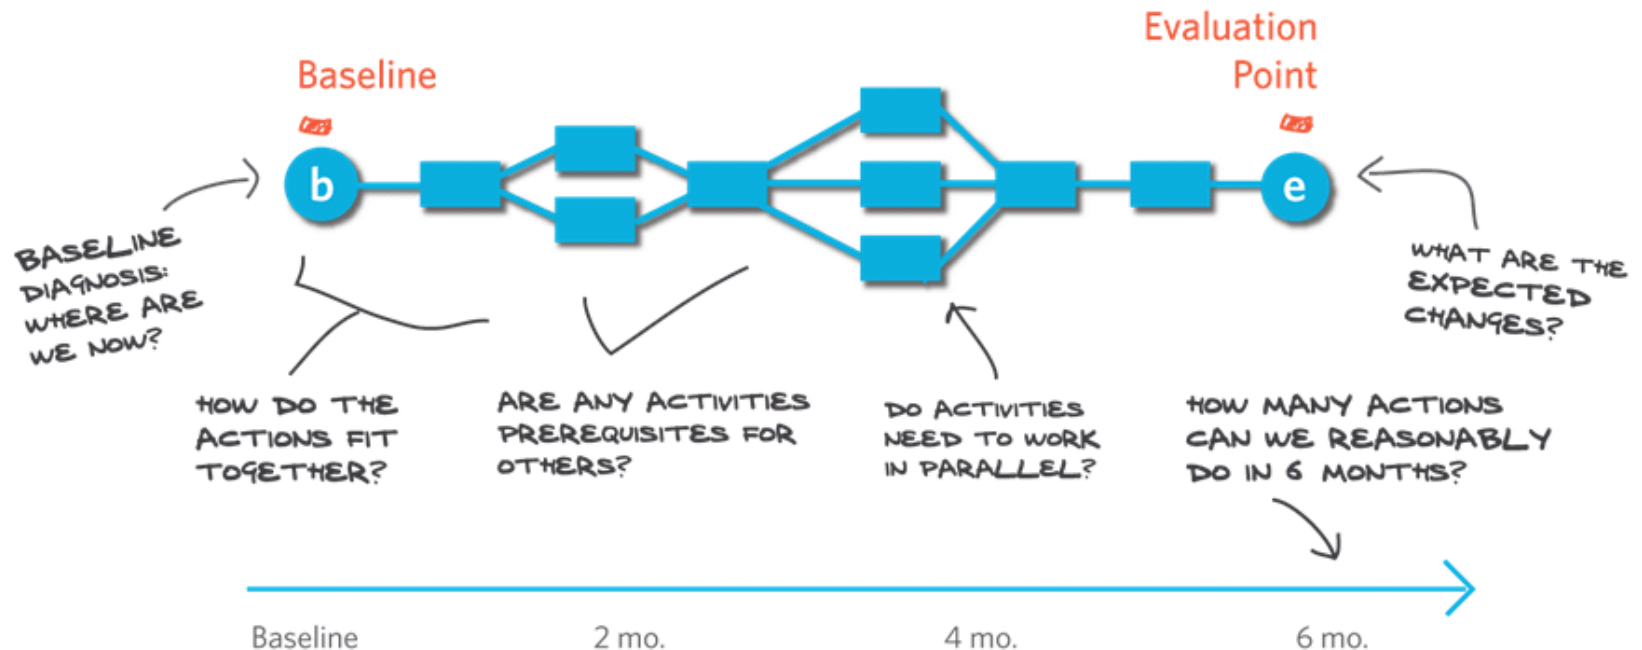 Evaluation
Point
Baseline
b
e
BASELINE
DIAGNOSIS:
WHERE ARE
WE NOW?
WHAT ARE THE
EXPECTED
CHANGES?
HOW DO THE
ACTIONS FIT
TOGETHER?
ARE ANY ACTIVITIES
PREREQUISITES FOR
OTHERS?
DO ACTIVITIES
NEED TO WORK
IN PARALLEL?
HOW MANY ACTIONS
CAN WE REASONABLY
DO IN 6 MONTHS?
Baseline
2 mo.
4 mo.
6 mo.